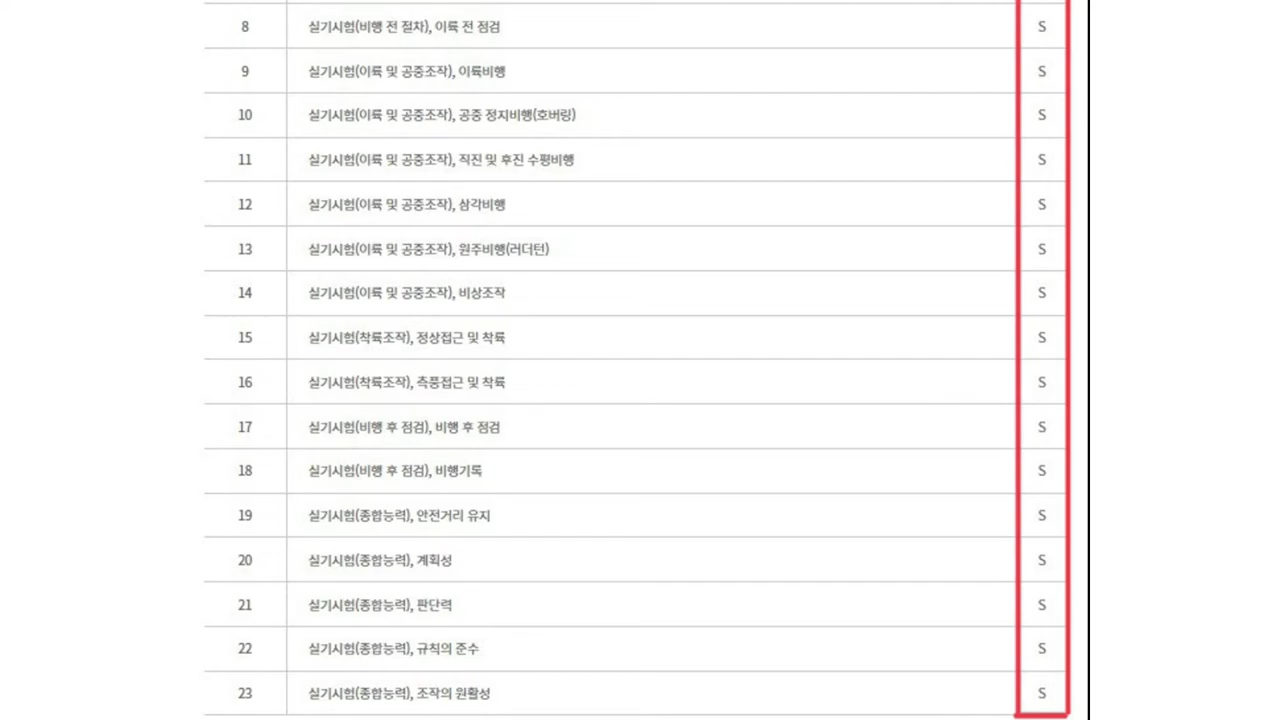 8 실기시험(비행 전 절차), 이륙 전 점검 S
9 실기시험(이륙 및 공중조작), 이륙비행 S
10 실기시험(이륙 및 공중조작), 공중 정지비행(호버링) S
11 실기시험(이륙 및 공중조작), 직진 및 후진 수평비행 S
12 실기시험(이륙 및 공중조작), 삼각비행 S
13 실기시험(이륙 및 공중조작), 원주비행(러더턴) S
14 실기시험(이륙 및 공중조작), 비상조작 S
15 실기시험(착륙조작), 정상접근 및 착륙 S
16 실기시험(착륙조작), 측풍접근 및 착륙 S
17 실기시험(비행 후 점검), 비행 후 점검 S
18 실기시험(비행 후 점검), 비행기록 S
19 실기시험(종합능력), 안전거리 유지 S
20 실기시험(종합능력), 계획성 S
21 실기시험(종합능력), 판단력 S
22 실기시험(종합능력), 규칙의 준수 S
23 실기시험(종합능력), 조작의 원활성 S